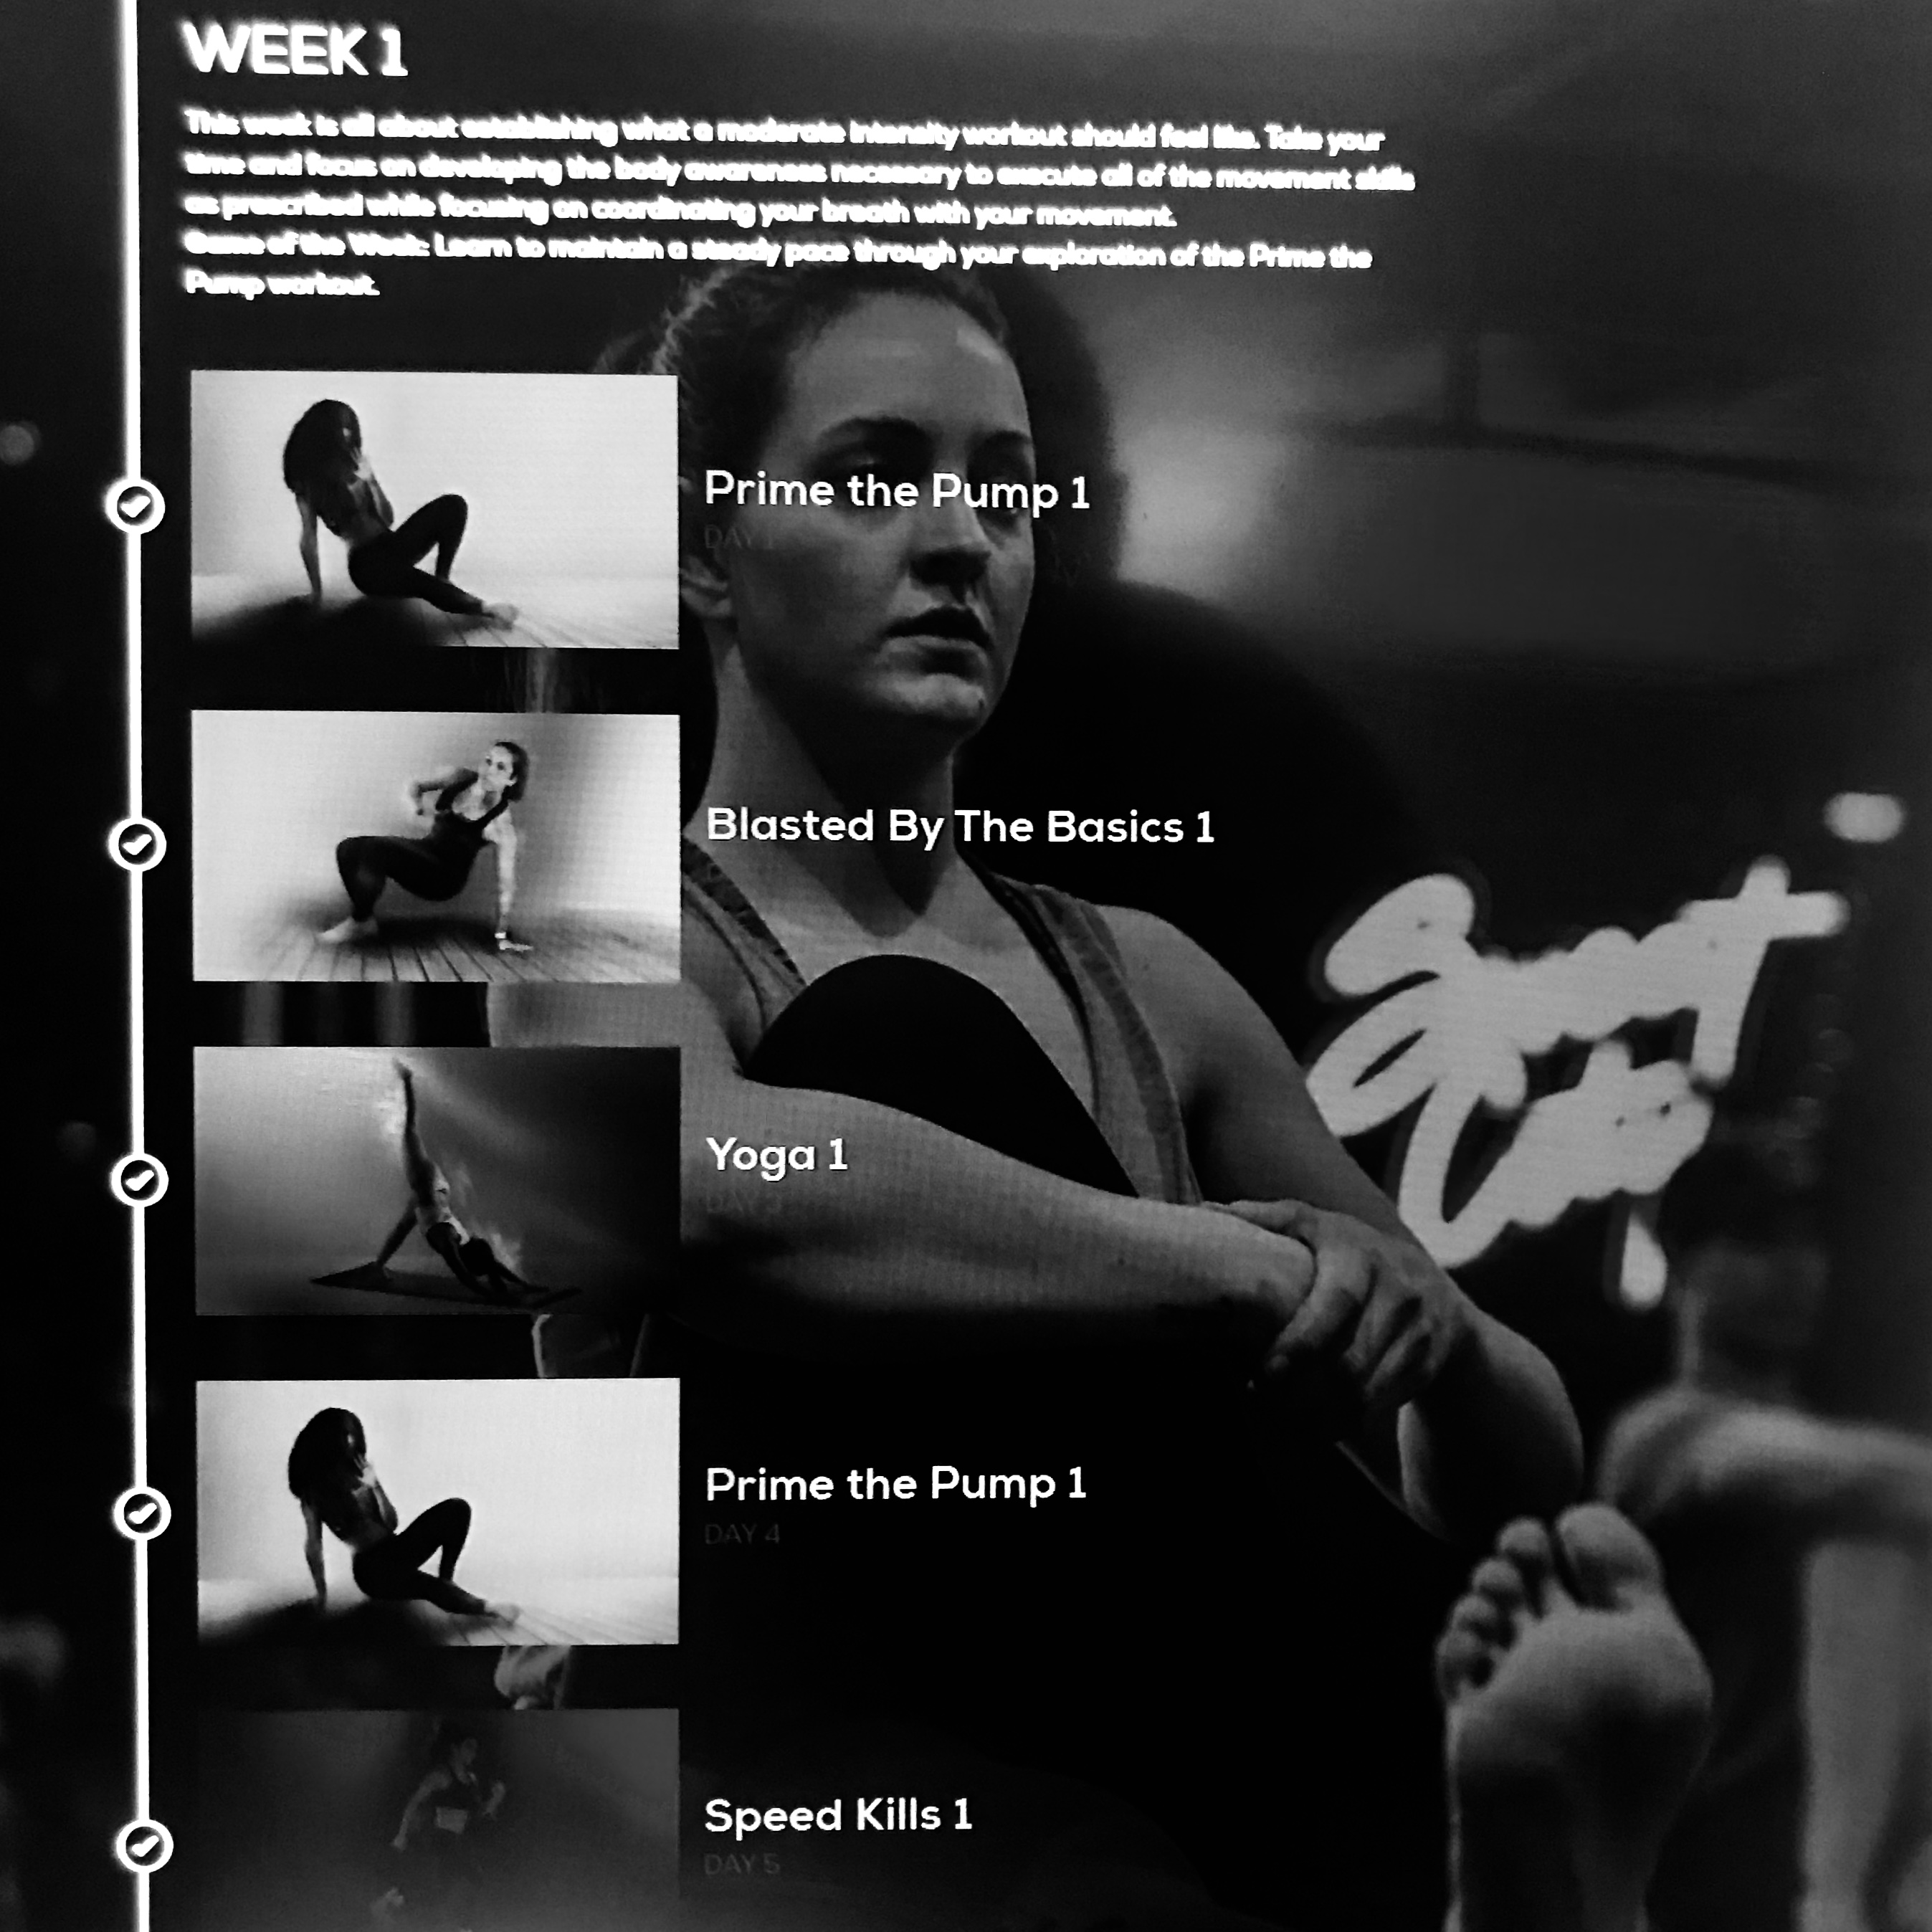 WEEK 1
This week is all about establishing what a moderate intensity workout should feel like. Take your
time and focus on developing the body awareness necessary to execute all of the movement skills
as prescribed while focusing on coordinating your breath with your movement.
Game of the Week: Learn to maintain a steady pace through your exploration of the Prime the
Pump workout.
Prime the Pump 1
DAY 1
Blasted By The Basics 1
Yoga 1
DAY 3
Prime the Pump 1
DAY 4
Speed Kills 1
DAY 5